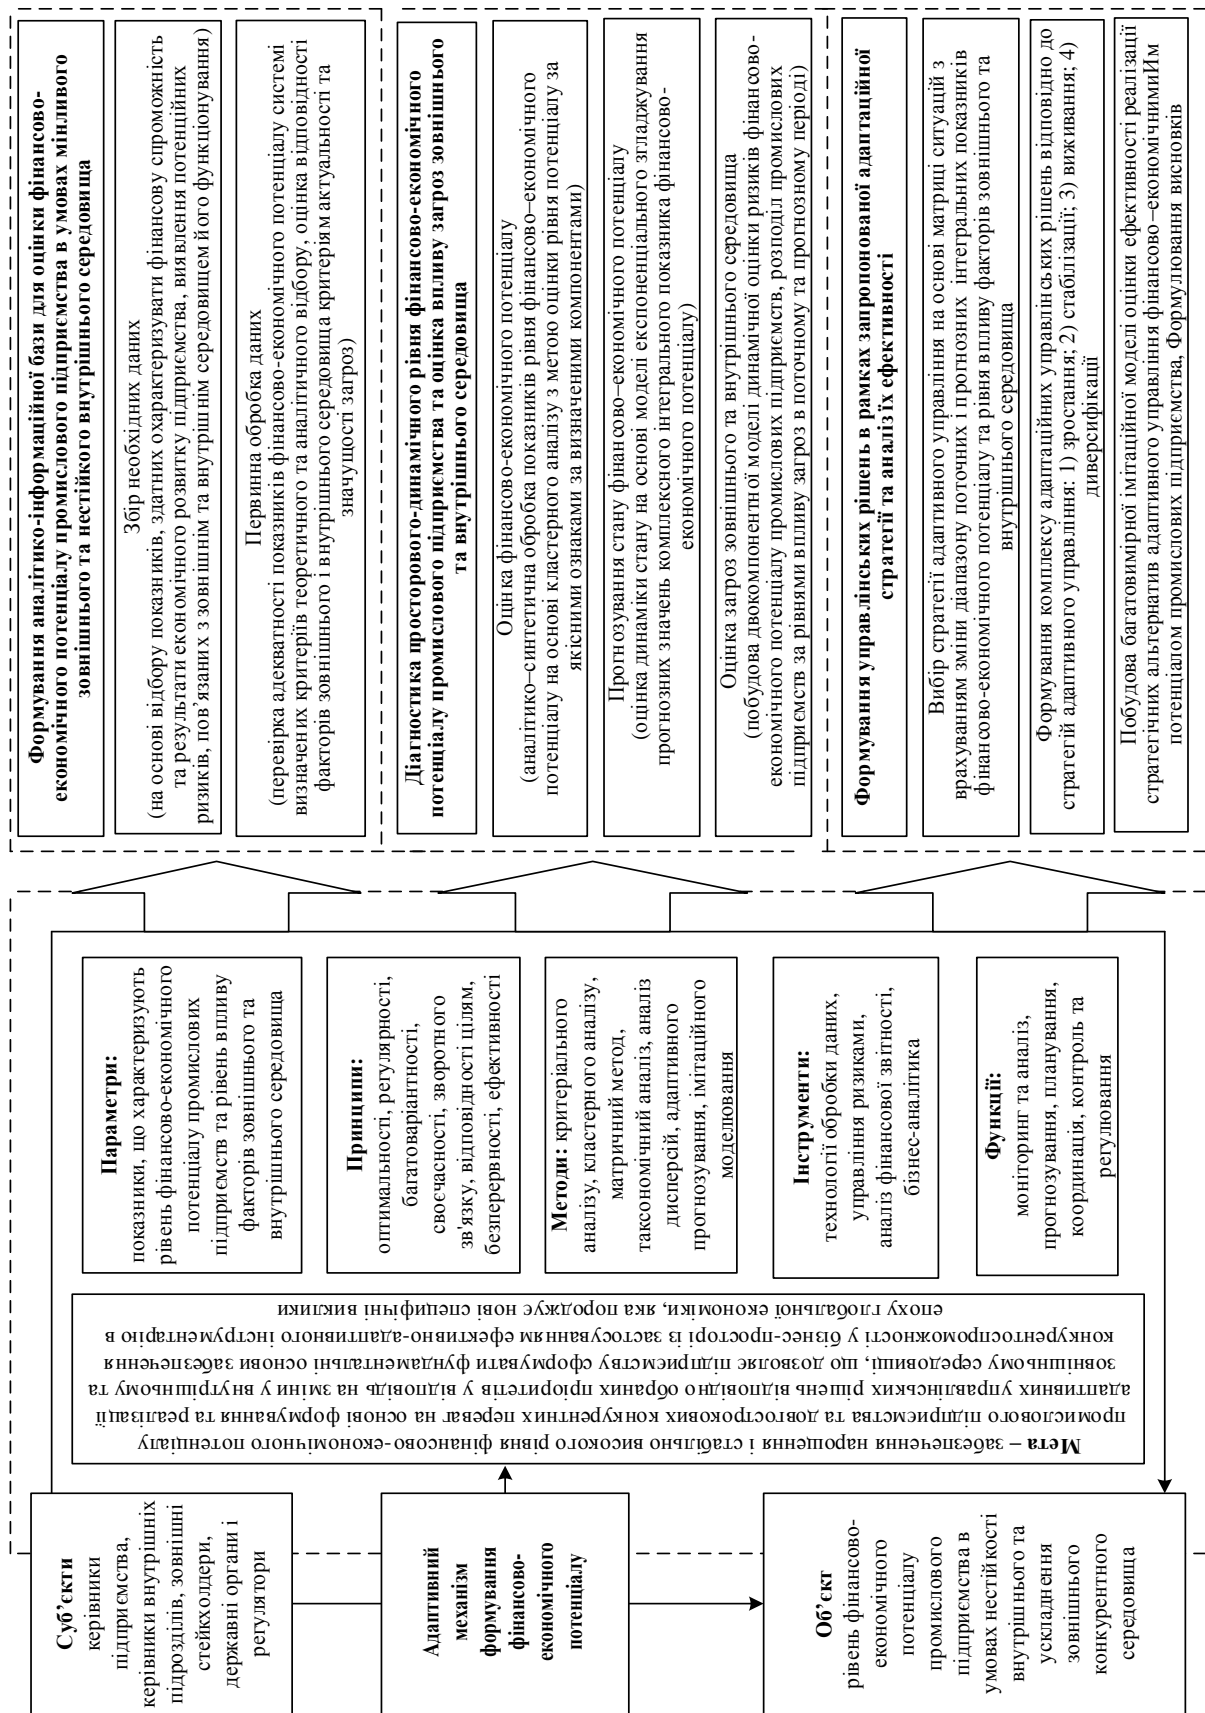 Суб’єкти
керівники
підприємства,
керівники внутрішніх
підрозділів, зовнішні
стейкхолдери,
державні органи і
регулятори
Адаптивний
механізм
формування
фінансово-
економічного
потенціалу
Об’єкт
рівень фінансово-
економічного
потенціалу
промислового
підприємства в
умовах нестійкості
внутрішнього та
ускладнення
зовнішнього
конкурентного
середовища
Мета – забезпечення нарощення і стабільно високого рівня фінансово-економічного потенціалу
промислового підприємства та довгострокових конкурентних переваг на основі формування та реалізації
адаптивних управлінських рішень відповідно обраних пріоритетів у відповідь на зміни у внутрішньому та
зовнішньому середовищі, що дозволяє підприємству сформувати фундаментальні основи забезпечення
конкурентоспроможності у бізнес-просторі із застосуванням ефективно-адаптивного інструментарію в
епоху глобальної економіки, яка породжує нові специфічні виклики
Параметри:
показники, що характеризують
рівень фінансово-економічного
потенціалу промислових
підприємств та рівень впливу
факторів зовнішнього та
внутрішнього середовища
Принципи:
оптимальності, регулярності,
багатоваріантності,
своєчасності, зворотного
зв'язку, відповідності цілям,
безперервності, ефективності
Методи: критеріального
аналізу, кластерного аналізу,
матричний метод,
таксономічний аналіз, аналіз
дисперсій, адаптивного
прогнозування, імітаційного
моделювання
Інструменти:
технології обробки даних,
управління ризиками,
аналіз фінансової звітності,
бізнес-аналітика
Функції:
моніторинг та аналіз,
прогнозування, планування,
координація, контроль та
регулювання
Формування аналітико-інформаційної бази для оцінки фінансово-
економічного потенціалу промислового підприємства в умовах мінливого
зовнішнього та нестійкого внутрішнього середовища
Збір необхідних даних
(на основі відбору показників, здатних охарактеризувати фінансову спроможність
та результати економічного розвитку підприємства, виявлення потенційних
ризиків, пов’язаних з зовнішнім та внутрішнім середовищем його функціонування)
Первинна обробка даних
(перевірка адекватності показників фінансово-економічного потенціалу системі
визначених критеріїв теоретичного та аналітичного відбору, оцінка відповідності
факторів зовнішнього і внутрішнього середовища критеріям актуальності та
значущості загроз)
Діагностика просторового-динамічного рівня фінансово-економічного
потенціалу промислового підприємства та оцінка впливу загроз зовнішнього
та внутрішнього середовища
Оцінка фінансово-економічного потенціалу
(аналітико–синтетична обробка показників рівня фінансово–економічного
потенціалу на основі кластерного аналізу з метою оцінки рівня потенціалу за
якісними ознаками за визначеними компонентами)
Прогнозування стану фінансово–економічного потенціалу
(оцінка динаміки стану на основі моделі експоненціального згладжування
прогнозних значень комплексного інтегрального показника фінансово-
економічного потенціалу)
Оцінка загроз зовнішнього та внутрішнього середовища
(побудова двокомпонентної моделі динамічної оцінки ризиків фінансово-
економічного потенціалу промислових підприємств, розподіл промислових
підприємств за рівнями впливу загроз в поточному та прогнозному періоді)
Формування управлінських рішень в рамках запропонованої адаптаційної
стратегії та аналіз їх ефективності
Вибір стратегії адаптивного управління на основі матриці ситуацій з
врахуванням зміни діапазону поточних і прогнозних інтегральних показників
фінансово-економічного потенціалу та рівня впливу факторів зовнішнього та
внутрішнього середовища
Формування комплексу адаптаційних управлінських рішень відповідно до
стратегій адаптивного управління: 1) зростання; 2) стабілізації; 3) виживання; 4)
диверсифікації
Побудова багатовимірної імітаційної моделі оцінки ефективності реалізації
стратегічних альтернатив адаптивного управління фінансово–економічнимиИм
потенціалом промислових підприємства, Формулювання висновків